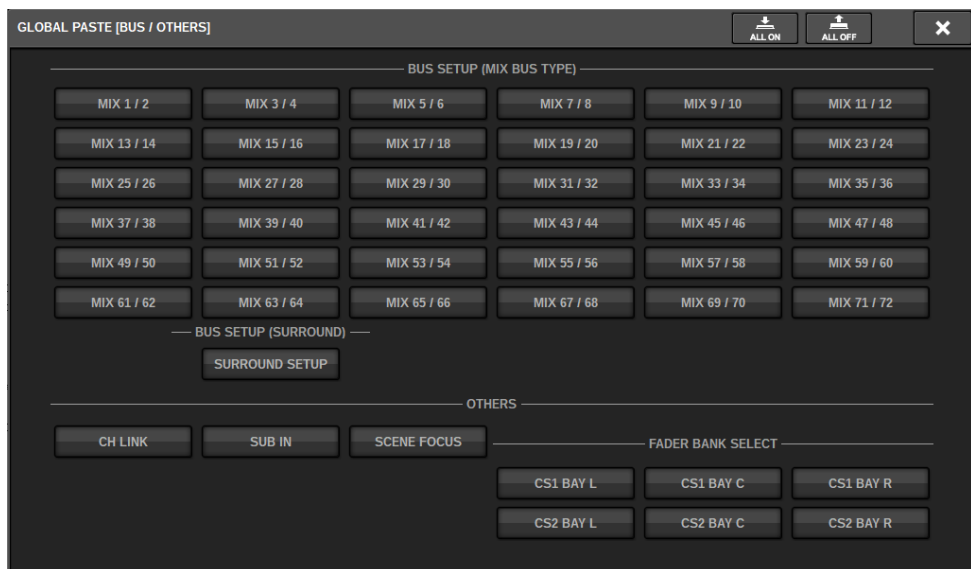 GLOBAL PASTE [BUS / OTHERS]
ALL ON
ALL OFF
BUS SETUP (MIX BUS TYPE)
MIX 1 / 2
MIX 3 / 4
MIX 5 / 6
MIX 7 / 8
MIX 9 / 10
MIX 11 / 12
MIX 13 / 14
MIX 15 / 16
MIX 17 / 18
MIX 19 / 20
MIX 21 / 22
MIX 23 / 24
MIX 25 / 26
MIX 27 / 28
MIX 29 / 30
MIX 31 / 32
MIX 33 / 34
MIX 35 / 36
MIX 37 / 38
MIX 39 / 40
MIX 41 / 42
MIX 43 / 44
MIX 45 / 46
MIX 47 / 48
MIX 49 / 50
MIX 51 / 52
MIX 53 / 54
MIX 55 / 56
MIX 57 / 58
MIX 59 / 60
MIX 61 / 62
MIX 63 / 64
MIX 65 / 66
MIX 67 / 68
MIX 69 / 70
MIX 71 / 72
BUS SETUP (SURROUND)
SURROUND SETUP
OTHERS
CH LINK
SUB IN
SCENE FOCUS
FADER BANK SELECT
CS1 BAY L
CS1 BAY C
CS1 BAY R
CS2 BAY L
CS2 BAY C
CS2 BAY R